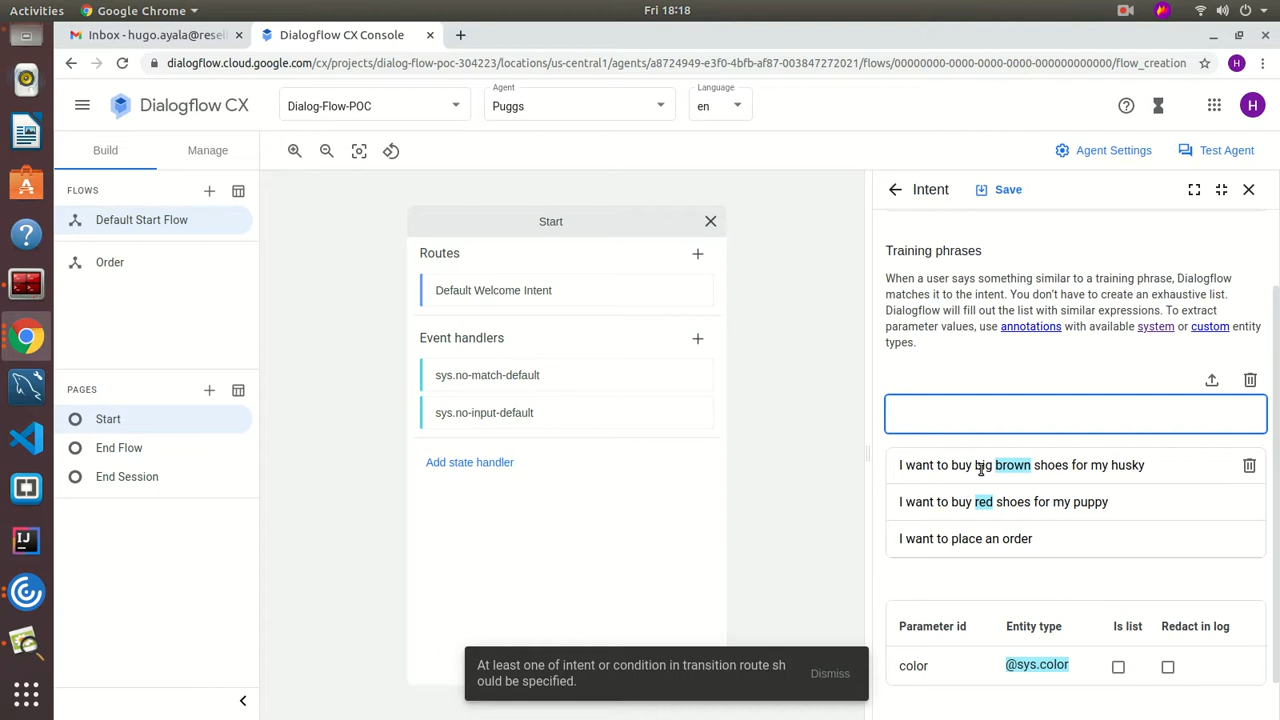 Activities
Google Chrome
Fri 18:18
Inbox - hugo.ayala@resell
Dialogflow CX Console
dialogflow.cloud.google.com/cx/projects/dialog-flow-poc-304223/locations/us-central1/agents/a8724949-e3f0-4bfb-af87-003847272021/flows/00000000-0000-0000-0000-000000000000/flow_creation
H
Dialogflow CX
Dialog-Flow-POC
Agent
Puggs
Language
en
H
Build
Manage
Agent Settings
Test Agent
FLOWS
Default Start Flow
Order
PAGES
Start
End Flow
End Session
Start
Routes
Default Welcome Intent
Event handlers
sys.no-match-default
sys.no-input-default
Add state handler
Intent
Save
Training phrases
When a user says something similar to a training phrase, Dialogflow
matches it to the intent. You don't have to create an exhaustive list.
Dialogflow will fill out the list with similar expressions. To extract
parameter values, use annotations with available system or custom entity
types.
I want to buy big brown shoes for my husky
I want to buy red shoes for my puppy
I want to place an order
Parameter id
Entity type
Is list
Redact in log
color
@sys.color
At least one of intent or condition in transition route sh
ould be specified.
Dismiss